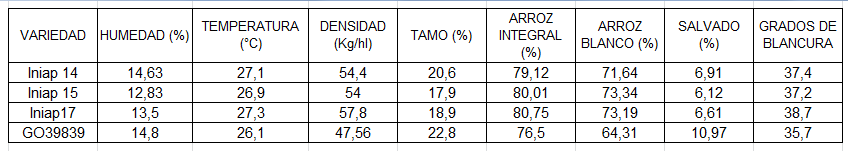 VARIEDAD HUMEDAD (%) TEMPERATURA (°C) DENSIDAD (Kg/hl) TAMO (%) ARROZ INTEGRAL (%) ARROZ BLANCO (%) SALVADO (%) GRADOS DE BLANCURA
Iniap 14 14,63 27,1 54,4 20,6 79,12 71,64 6,91 37,4
Iniap 15 12,83 26,9 54 17,9 80,01 73,34 6,12 37,2
Iniap17 13,5 27,3 57,8 18,9 80,75 73,19 6,61 38,7
GO39839 14,8 26,1 47,56 22,8 76,5 64,31 10,97 35,7